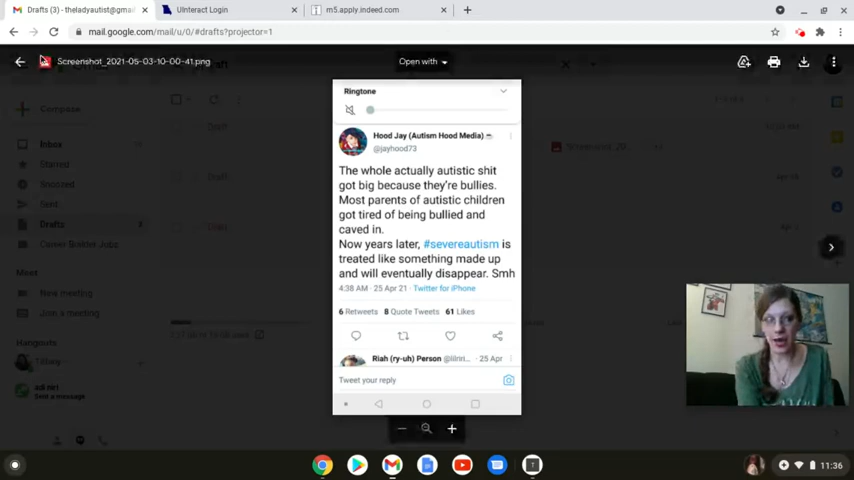 Drafts (3) - theladyautist@gmai
UInteract Login
m5.apply.indeed.com
mail.google.com/mail/u/0/#drafts?projector=1
Screenshot_2021-05-03-10-00-41.png
Open with
Compose
Inbox
Starred
Snoozed
Sent
Drafts
Career Builder Jobs
Meet
New meeting
Join a meeting
Hangouts
Draft
Draft
Ringtone
Hood Jay (Autism Hood Media)
@jayhood73
The whole actually autistic shit
got big because they're bullies.
Most parents of autistic children
got tired of being bullied and
caved in.
Now years later, #severeautism is
treated like something made up
and will eventually disappear. Smh
4:38 AM · 25 Apr 21 · Twitter for iPhone
6 Retweets 8 Quote Tweets 61 Likes
Riah (ry-uh) Person @lilriri... · 25 Apr
Tweet your reply
11:36